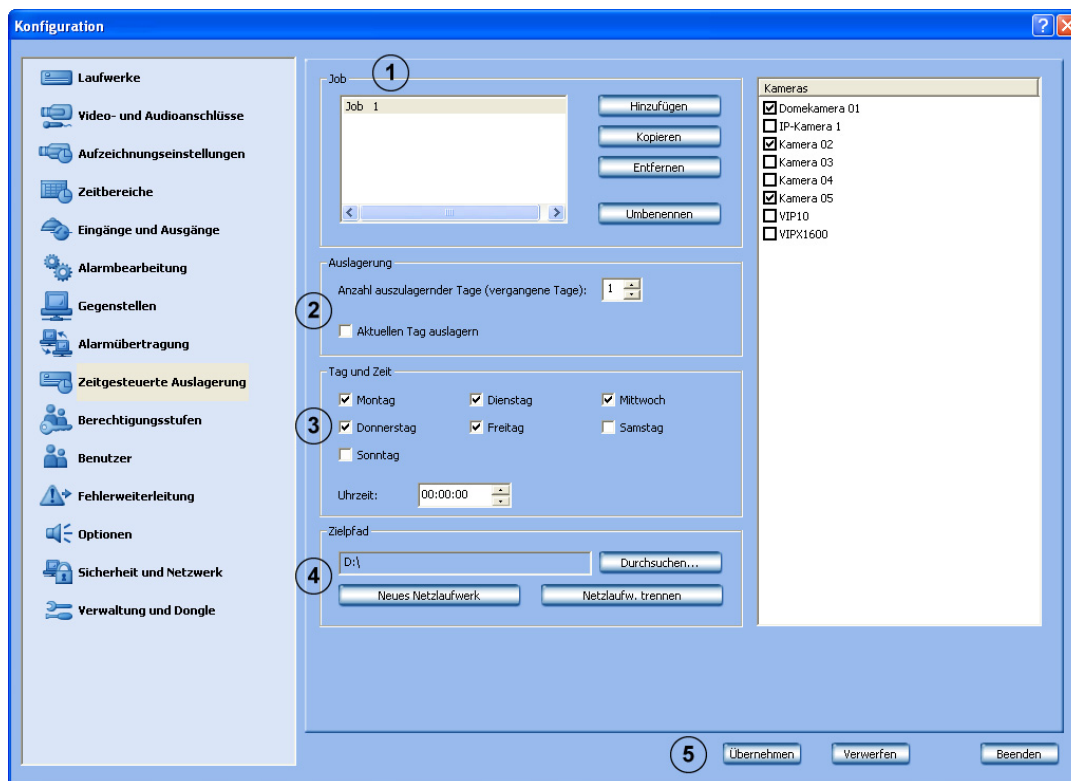 Konfiguration
Laufwerke
Video- und Audioanschlüsse
Aufzeichnungseinstellungen
Zeitbereiche
Eingänge und Ausgänge
Alarmbearbeitung
Gegenstellen
Alarmübertragung
Zeitgesteuerte Auslagerung
Berechtigungsstufen
Benutzer
Fehlerweiterleitung
Optionen
Sicherheit und Netzwerk
Verwaltung und Dongle
Job
1
Job 1
Hinzufügen
Kopieren
Entfernen
Umbenennen
Auslagerung
2
Anzahl auszulagernder Tage (vergangene Tage): 1
Aktuellen Tag auslagern
Tag und Zeit
3
Montag Dienstag Mittwoch
Donnerstag Freitag Samstag
Sonntag
Uhrzeit: 00:00:00
Zielpfad
4
D:\ Durchsuchen...
Neues Netzlaufwerk Netzlaufw. trennen
Kameras
Domekamera 01
IP-Kamera 1
Kamera 02
Kamera 03
Kamera 04
Kamera 05
VIP10
VIPX1600
5 Übernehmen Verwerfen Beenden